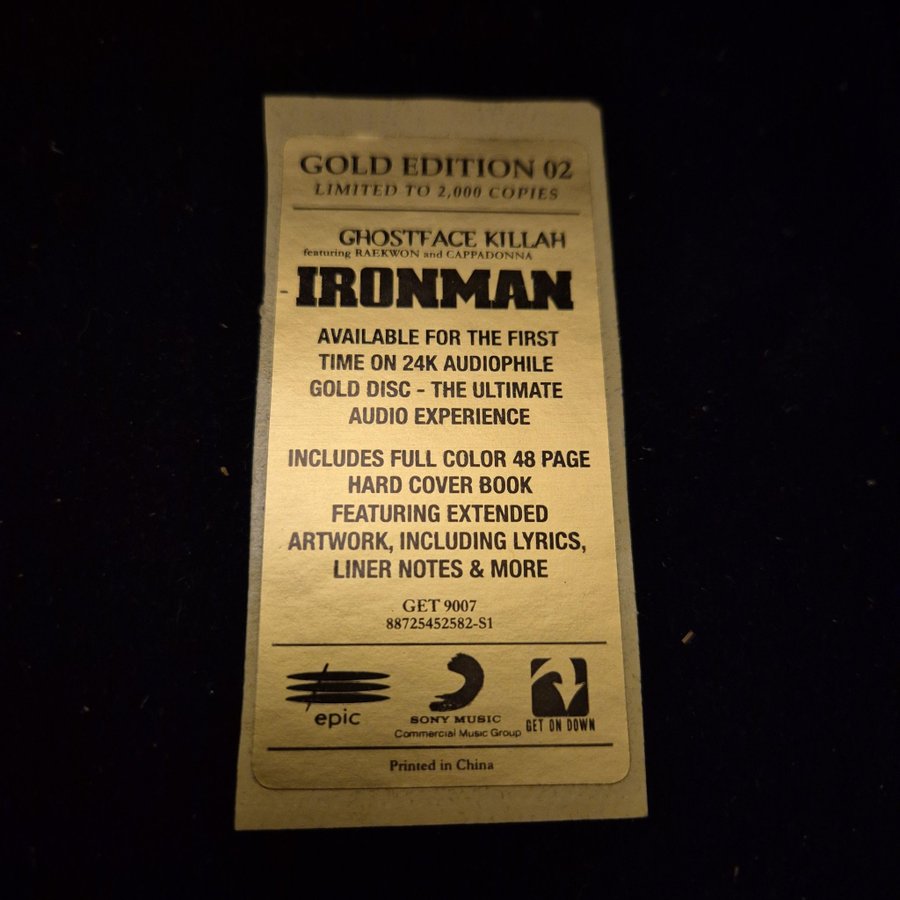 GOLD EDITION 02
LIMITED TO 2,000 COPIES
GHOSTFACE KILLAH
featuring RAEKWON and CAPPADONNA
IRONMAN
AVAILABLE FOR THE FIRST
TIME ON 24K AUDIOPHILE
GOLD DISC - THE ULTIMATE
AUDIO EXPERIENCE
INCLUDES FULL COLOR 48 PAGE
HARD COVER BOOK
FEATURING EXTENDED
ARTWORK, INCLUDING LYRICS,
LINER NOTES & MORE
GET 9007
88725452582-S1
epic
SONY MUSIC
Commercial Music Group
GET ON DOWN
Printed in China